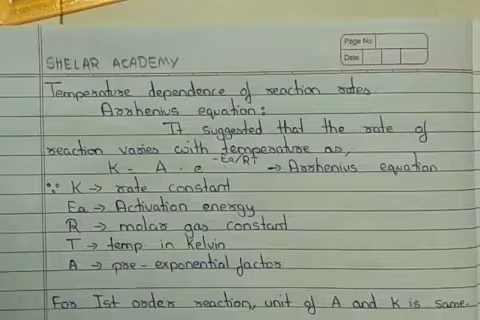 Page No.
Date
SHELAR ACADEMY
Temperature dependence of reaction rates.
Arrhenius equation:
It suggested that the rate of
reaction varies with temperature as,
K = A . e^-Ea/RT → Arrhenius equation
∵ K → rate constant
Ea → Activation energy
R → molar gas constant
T → temp in Kelvin
A → pre-exponential factor
For Ist order reaction, unit of A and K is same.